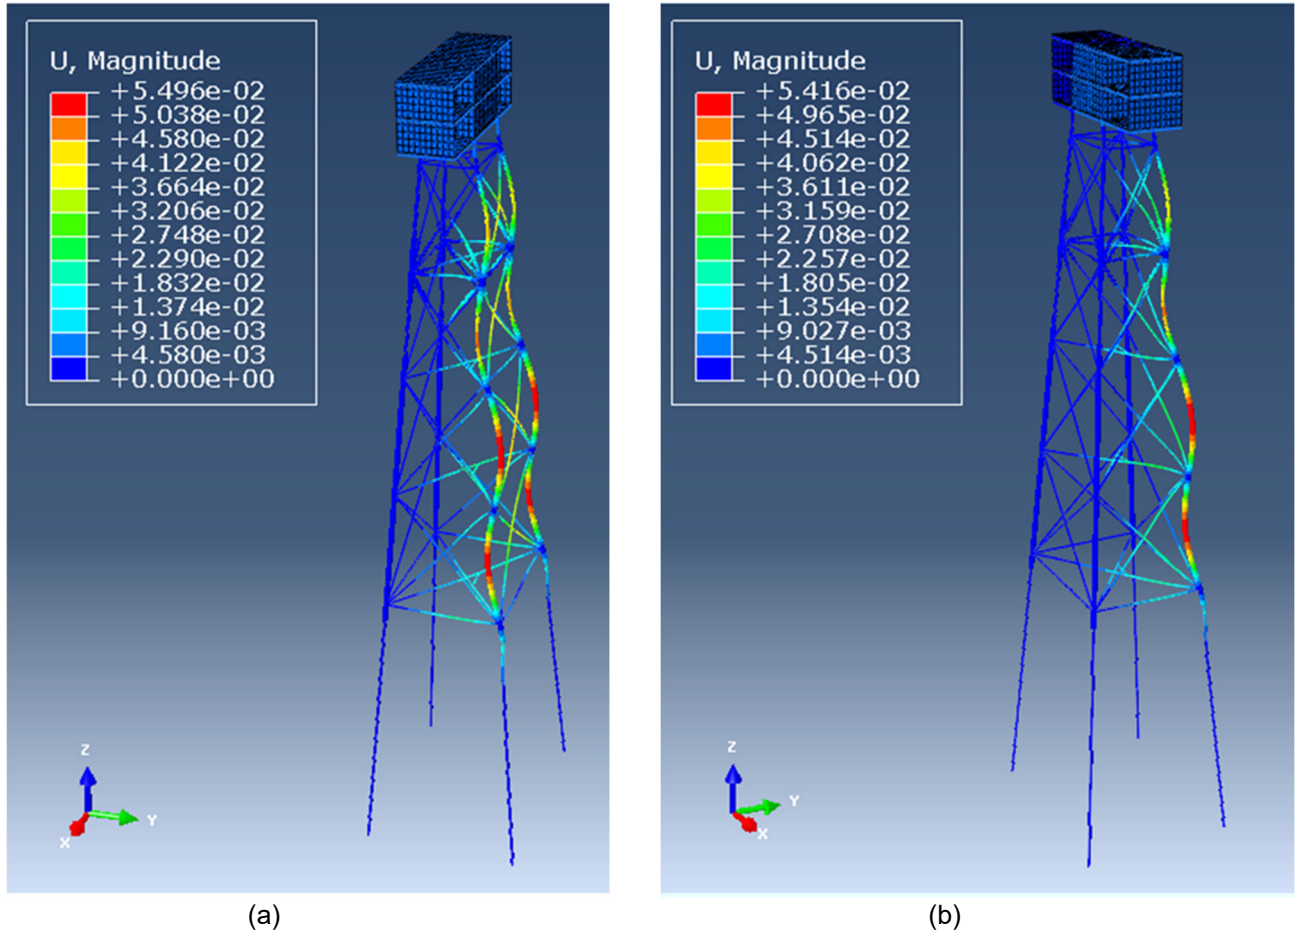 U, Magnitude
+5.496e-02
+5.038e-02
+4.580e-02
+4.122e-02
+3.664e-02
+3.206e-02
+2.748e-02
+2.290e-02
+1.832e-02
+1.374e-02
+9.160e-03
+4.580e-03
+0.000e+00
Z
Y
X
(a)
U, Magnitude
+5.416e-02
+4.965e-02
+4.514e-02
+4.062e-02
+3.611e-02
+3.159e-02
+2.708e-02
+2.257e-02
+1.805e-02
+1.354e-02
+9.027e-03
+4.514e-03
+0.000e+00
Z
Y
X
(b)